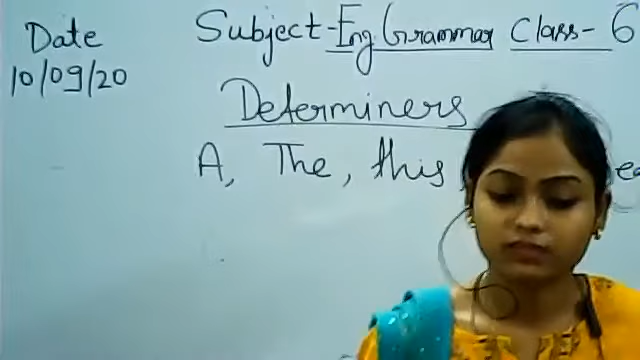 Date
10/09/20
Subject-Eng.Grammar Class-6
Determiners
A, The, this